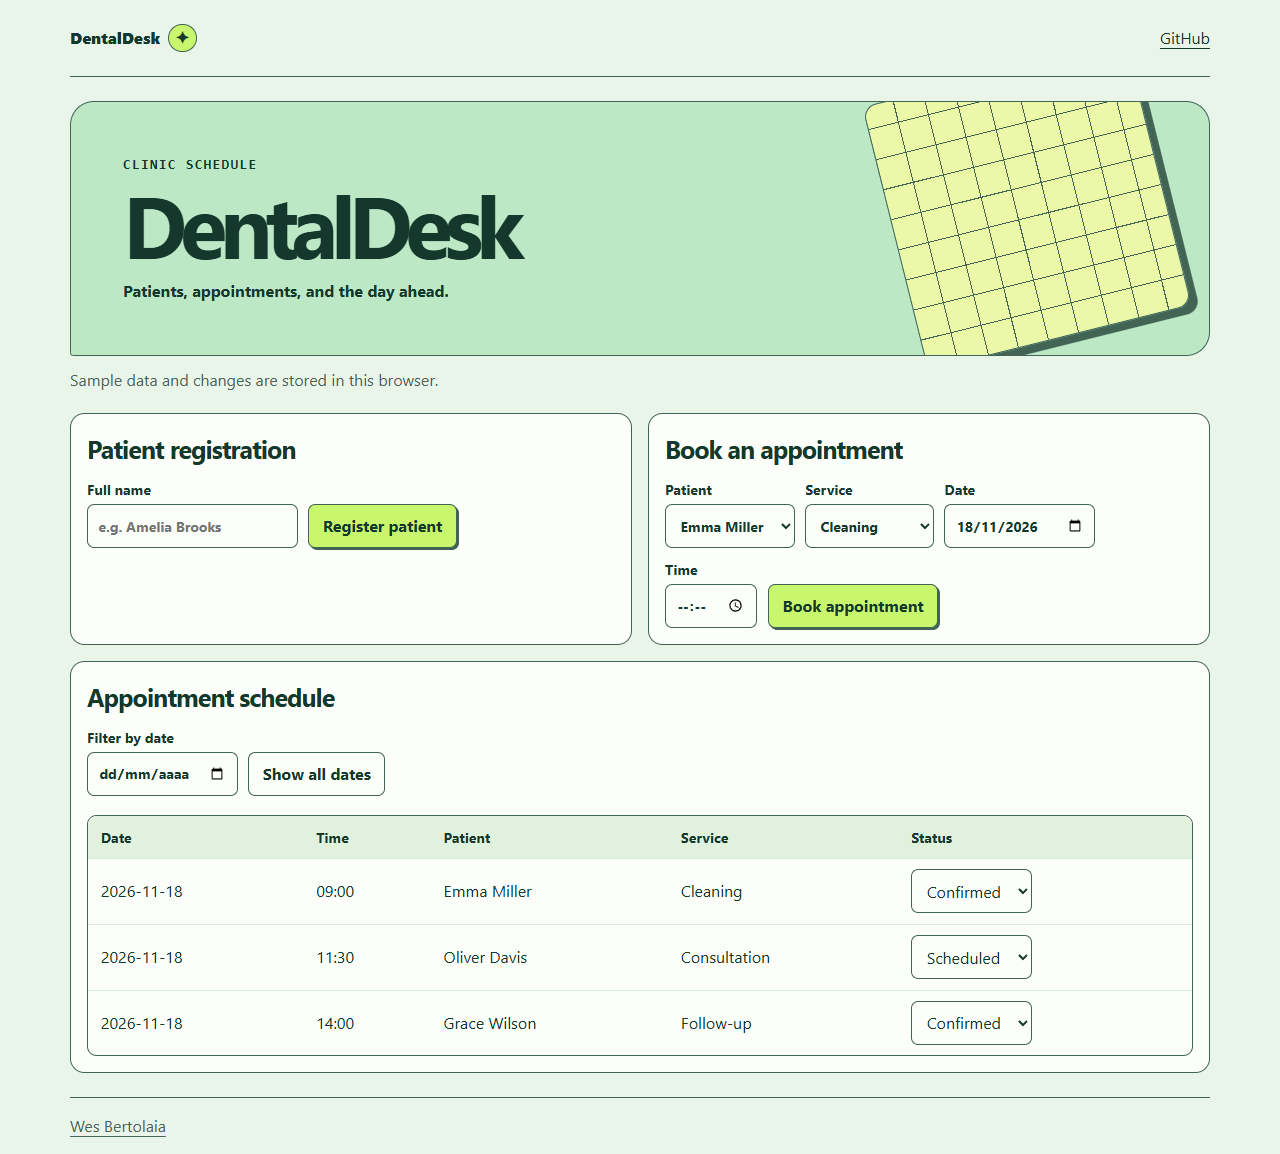 DentalDesk ✦
GitHub
CLINIC SCHEDULE
DentalDesk
Patients, appointments, and the day ahead.
Sample data and changes are stored in this browser.
Patient registration
Full name
e.g. Amelia Brooks
Register patient
Book an appointment
Patient Service Date
Emma Miller Cleaning 18/11/2026
Time
--:-- Book appointment
Appointment schedule
Filter by date
dd/mm/aaaa Show all dates
Date Time Patient Service Status
2026-11-18 09:00 Emma Miller Cleaning Confirmed
2026-11-18 11:30 Oliver Davis Consultation Scheduled
2026-11-18 14:00 Grace Wilson Follow-up Confirmed
Wes Bertolaia